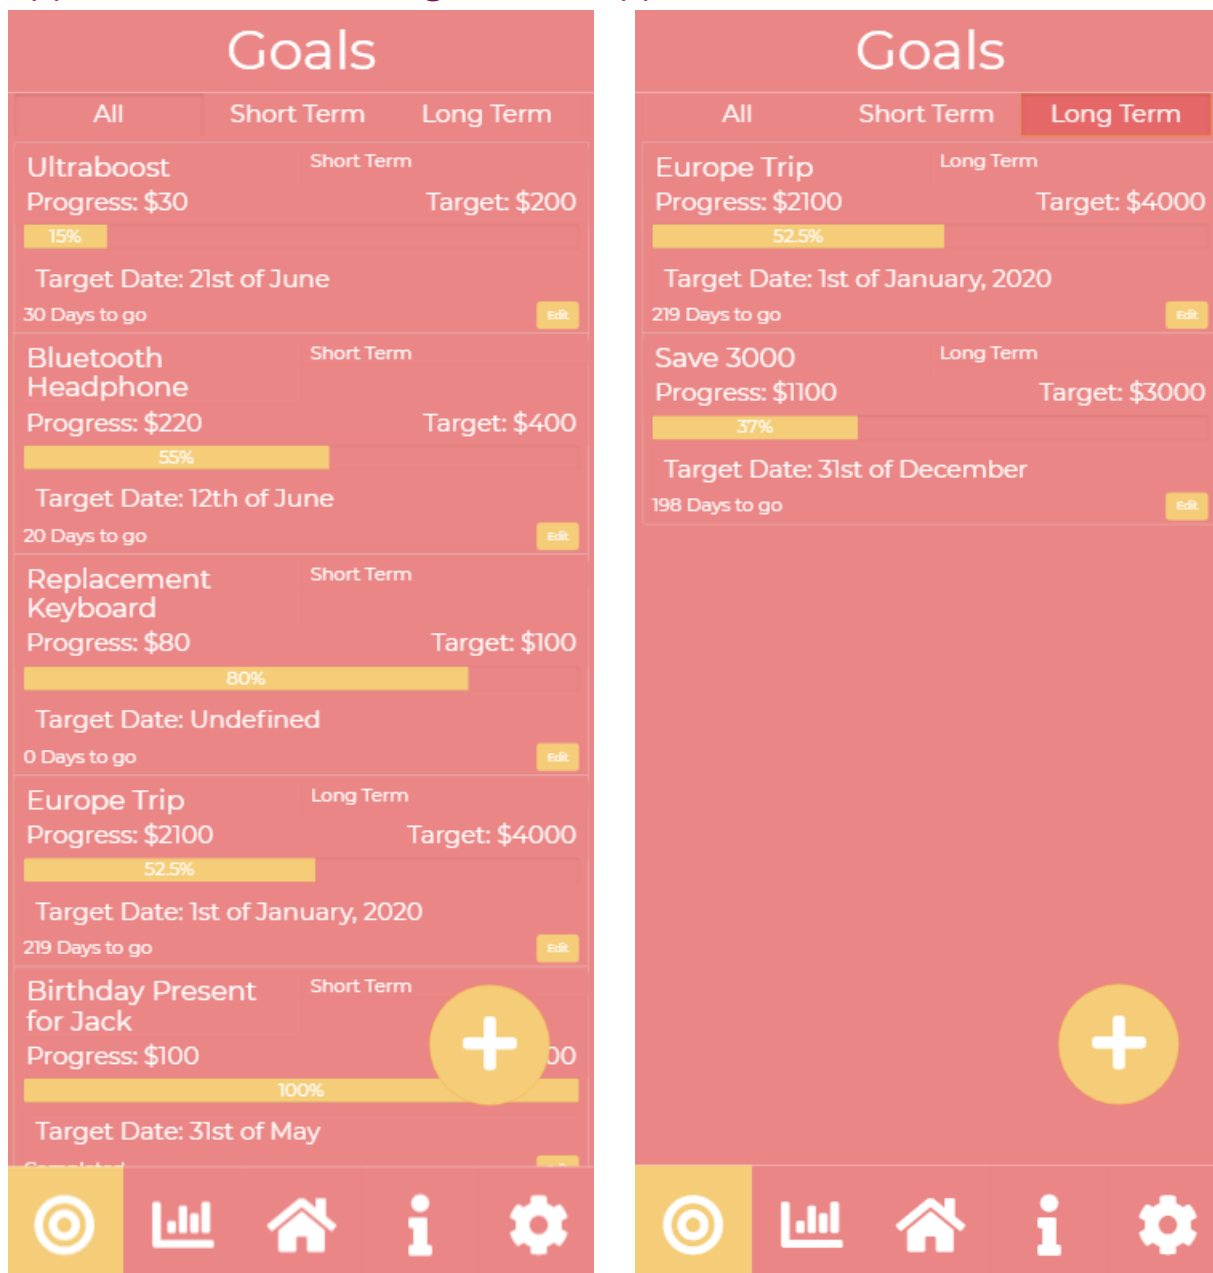 Goals
All Short Term Long Term
Ultraboost Short Term
Progress: $30 Target: $200
15%
Target Date: 21st of June
30 Days to go Edit
Bluetooth Short Term
Headphone
Progress: $220 Target: $400
55%
Target Date: 12th of June
20 Days to go Edit
Replacement Short Term
Keyboard
Progress: $80 Target: $100
80%
Target Date: Undefined
0 Days to go Edit
Europe Trip Long Term
Progress: $2100 Target: $4000
52.5%
Target Date: 1st of January, 2020
219 Days to go Edit
Birthday Present Short Term
for Jack
Progress: $100 00
100%
Target Date: 31st of May
Goals
All Short Term Long Term
Europe Trip Long Term
Progress: $2100 Target: $4000
52.5%
Target Date: 1st of January, 2020
219 Days to go Edit
Save 3000 Long Term
Progress: $1100 Target: $3000
37%
Target Date: 31st of December
198 Days to go Edit